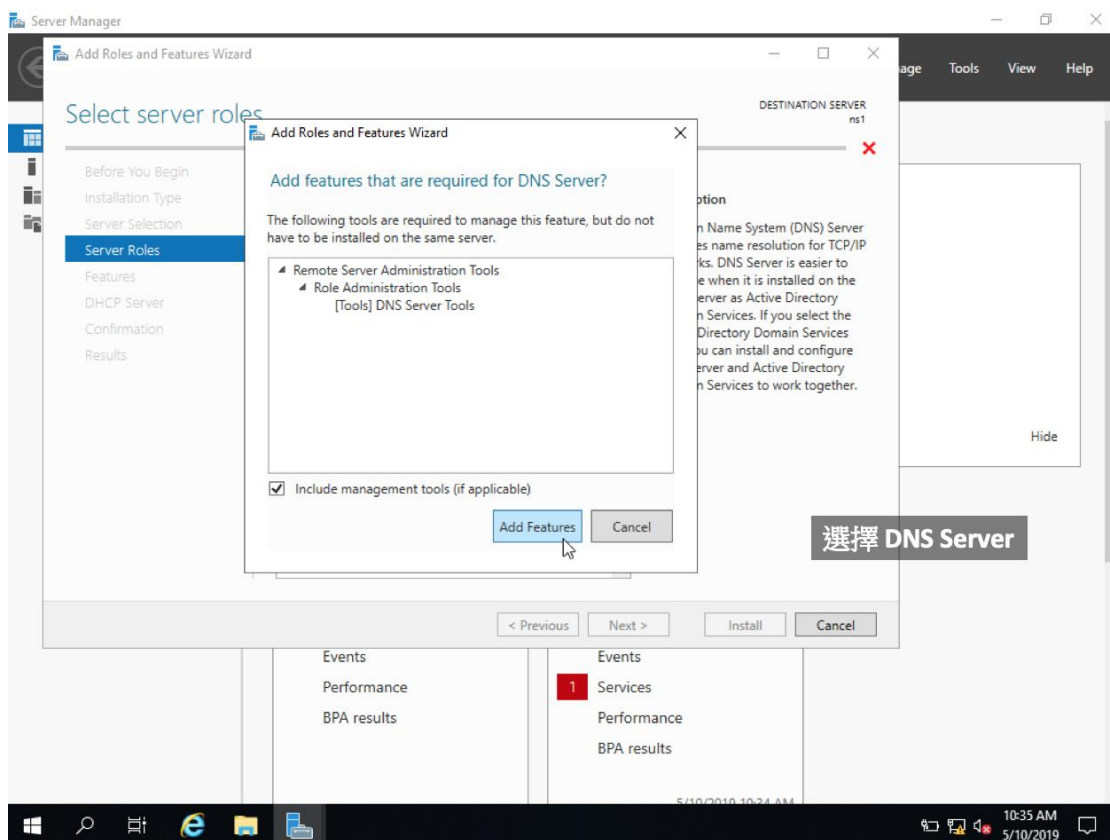 Server Manager
Add Roles and Features Wizard
Tools
View
Help
Select server roles
DESTINATION SERVER
ns1
Add Roles and Features Wizard
Before You Begin
Installation Type
Server Selection
Server Roles
Features
DHCP Server
Confirmation
Results
Add features that are required for DNS Server?
The following tools are required to manage this feature, but do not
have to be installed on the same server.
Remote Server Administration Tools
Role Administration Tools
[Tools] DNS Server Tools
Include management tools (if applicable)
Add Features
Cancel
Name System (DNS) Server
name resolution for TCP/IP
DNS Server is easier to
when it is installed on the
as Active Directory
Services. If you select the
Directory Domain Services
can install and configure
and Active Directory
Services to work together.
Hide
選擇 DNS Server
< Previous
Next >
Install
Cancel
Events
Performance
BPA results
Events
1 Services
Performance
BPA results
5/10/2019 10:34 AM
10:35 AM
5/10/2019